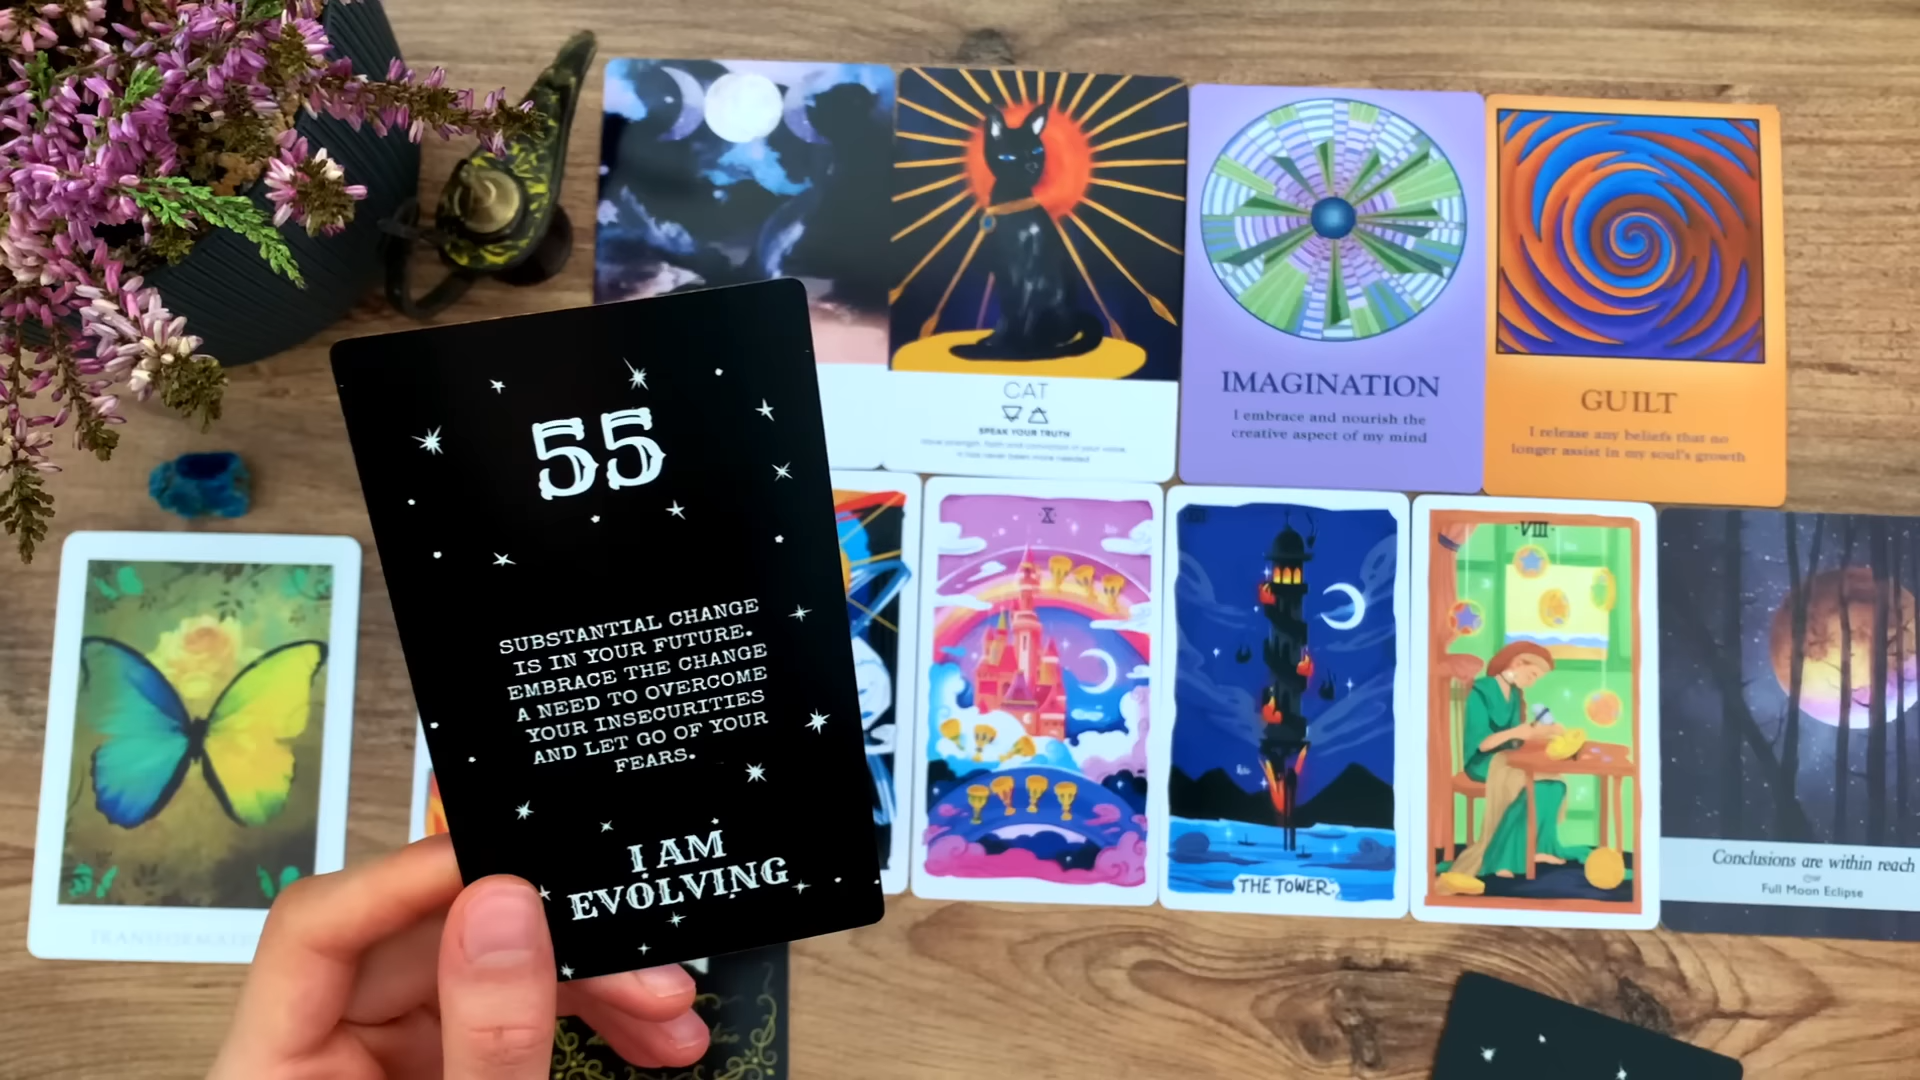 55
SUBSTANTIAL CHANGE
IS IN YOUR FUTURE.
EMBRACE THE CHANGE
A NEED TO OVERCOME
YOUR INSECURITIES
AND LET GO OF YOUR
FEARS.
I AM
EVOLVING
CAT
SPEAK YOUR TRUTH
IMAGINATION
I embrace and nourish the
creative aspect of my mind
GUILT
I release any beliefs that no
longer assist in my soul's growth
X
THE TOWER
VIII
Conclusions are within reach
Full Moon Eclipse